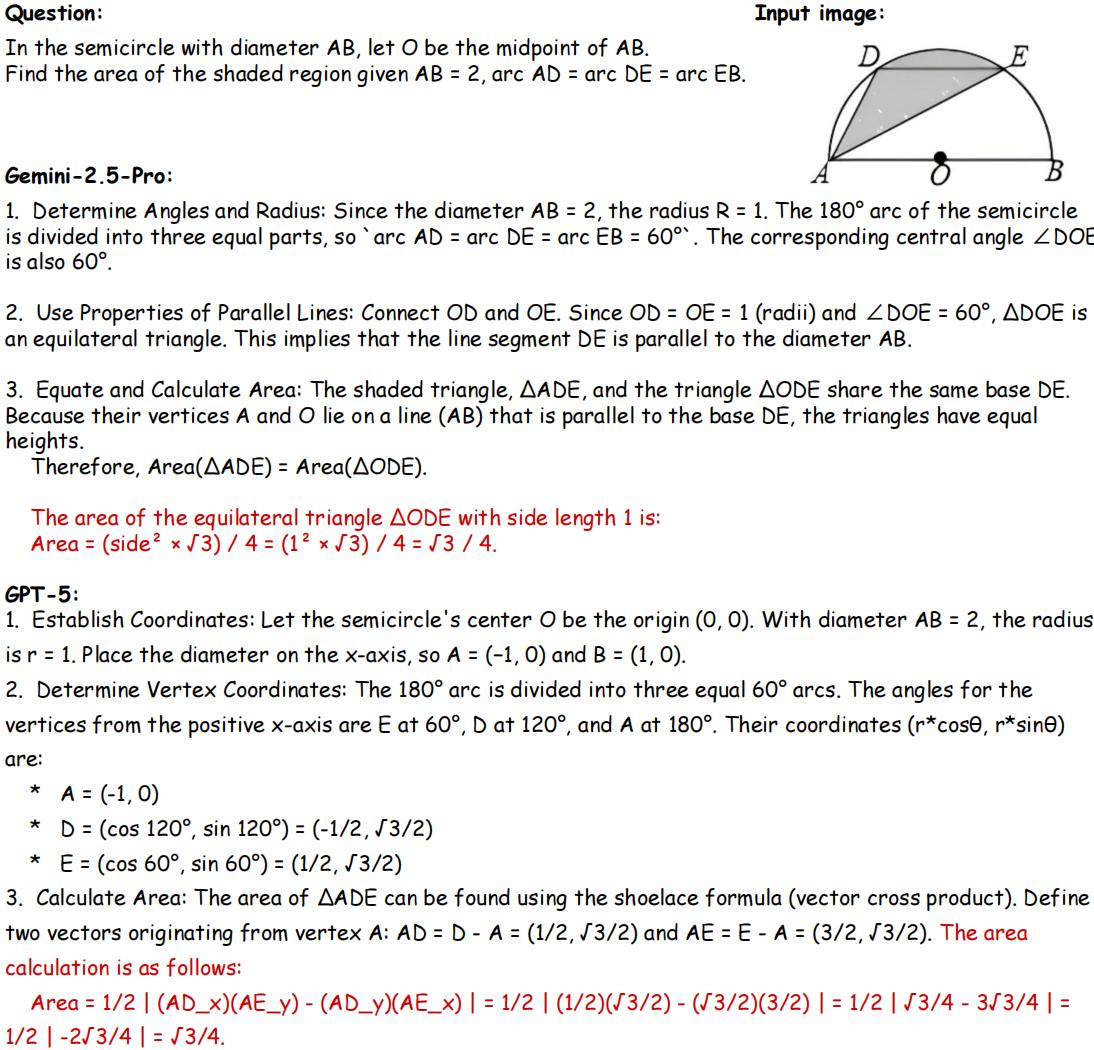 Question:
Input image:
In the semicircle with diameter AB, let O be the midpoint of AB.
Find the area of the shaded region given AB = 2, arc AD = arc DE = arc EB.
D
E
A
O
B
Gemini-2.5-Pro:
1. Determine Angles and Radius: Since the diameter AB = 2, the radius R = 1. The 180° arc of the semicircle
is divided into three equal parts, so `arc AD = arc DE = arc EB = 60°`. The corresponding central angle ∠DOE
is also 60°.
2. Use Properties of Parallel Lines: Connect OD and OE. Since OD = OE = 1 (radii) and ∠DOE = 60°, ΔDOE is
an equilateral triangle. This implies that the line segment DE is parallel to the diameter AB.
3. Equate and Calculate Area: The shaded triangle, ΔADE, and the triangle ΔODE share the same base DE.
Because their vertices A and O lie on a line (AB) that is parallel to the base DE, the triangles have equal
heights.
Therefore, Area(ΔADE) = Area(ΔODE).
The area of the equilateral triangle ΔODE with side length 1 is:
Area = (side² × √3) / 4 = (1² × √3) / 4 = √3 / 4.
GPT-5:
1. Establish Coordinates: Let the semicircle's center O be the origin (0, 0). With diameter AB = 2, the radius
is r = 1. Place the diameter on the x-axis, so A = (-1, 0) and B = (1, 0).
2. Determine Vertex Coordinates: The 180° arc is divided into three equal 60° arcs. The angles for the
vertices from the positive x-axis are E at 60°, D at 120°, and A at 180°. Their coordinates (r*cosθ, r*sinθ)
are:
* A = (-1, 0)
* D = (cos 120°, sin 120°) = (-1/2, √3/2)
* E = (cos 60°, sin 60°) = (1/2, √3/2)
3. Calculate Area: The area of ΔADE can be found using the shoelace formula (vector cross product). Define
two vectors originating from vertex A: AD = D - A = (1/2, √3/2) and AE = E - A = (3/2, √3/2). The area
calculation is as follows:
Area = 1/2 | (AD_x)(AE_y) - (AD_y)(AE_x) | = 1/2 | (1/2)(√3/2) - (√3/2)(3/2) | = 1/2 | √3/4 - 3√3/4 | =
1/2 | -2√3/4 | = √3/4.